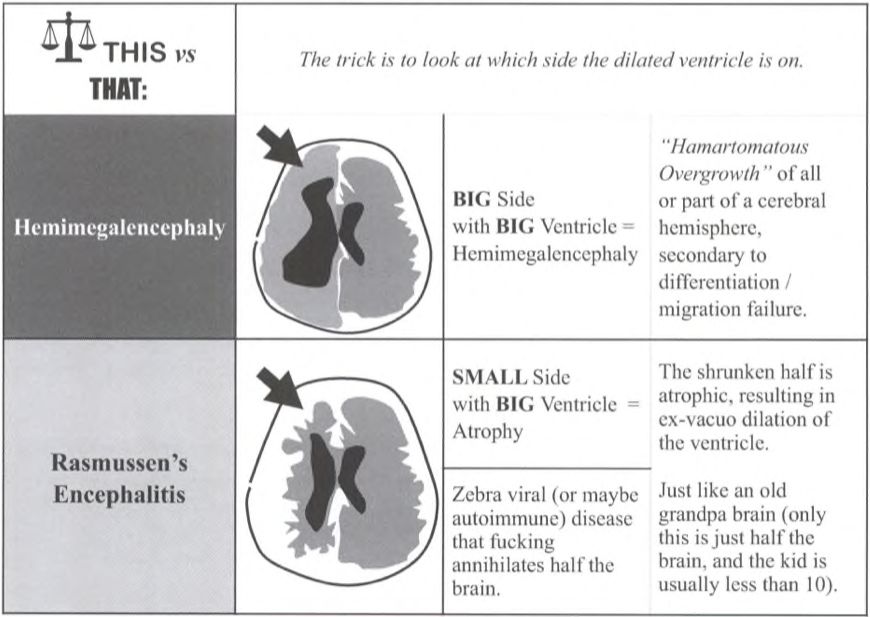 THIS vs
THAT:
The trick is to look at which side the dilated ventricle is on.
Hemimegalencephaly
BIG Side
with BIG Ventricle =
Hemimegalencephaly
"Hamartomatous
Overgrowth" of all
or part of a cerebral
hemisphere,
secondary to
differentiation /
migration failure.
Rasmussen's
Encephalitis
SMALL Side
with BIG Ventricle =
Atrophy
The shrunken half is
atrophic, resulting in
ex-vacuo dilation of
the ventricle.
Zebra viral (or maybe
autoimmune) disease
that fucking
annihilates half the
brain.
Just like an old
grandpa brain (only
this is just half the
brain, and the kid is
usually less than 10).